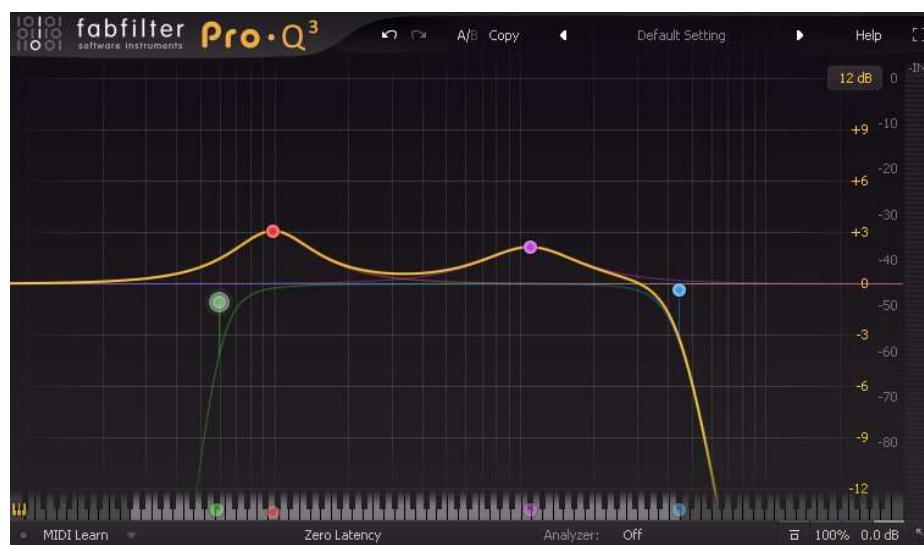 fabfilter
software instruments
Pro·Q³
A/B Copy
Default Setting
Help
-IN
12 dB 0
+9 -10
-20
+6
-30
+3
-40
0
-50
-3
-60
-6
-70
-9 -80
-12
MIDI Learn
Zero Latency
Analyzer: Off
100% 0.0 dB